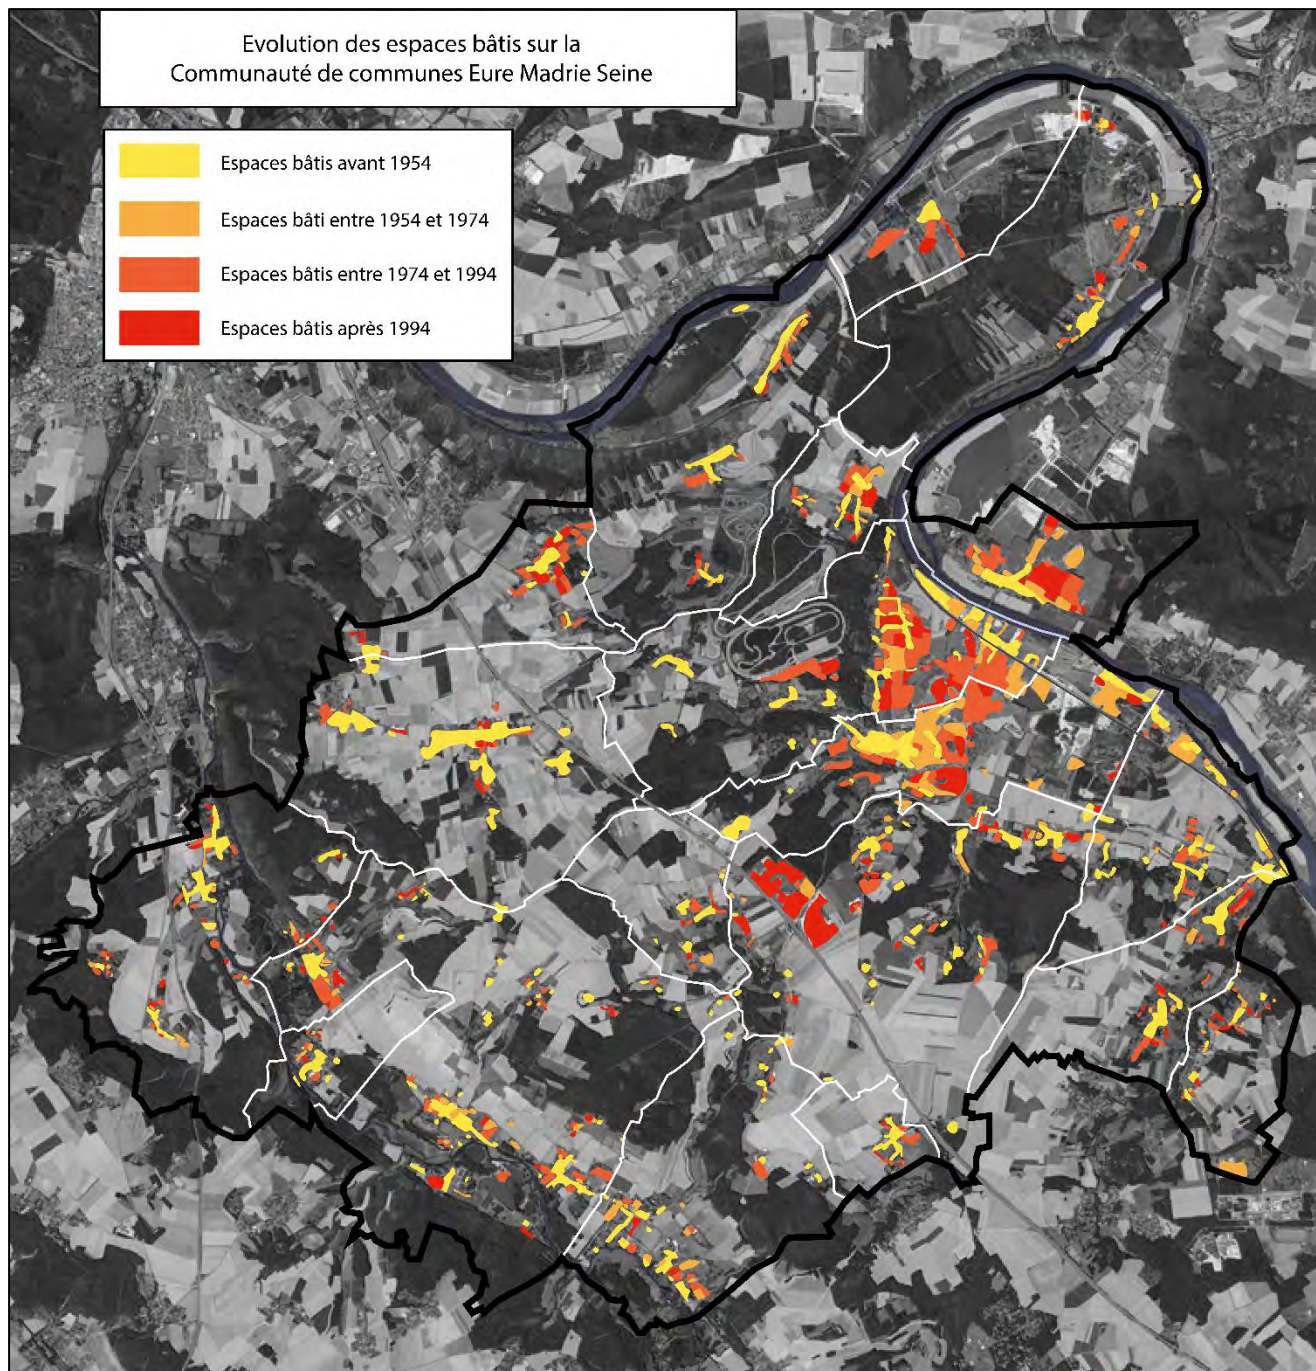 Evolution des espaces bâtis sur la
Communauté de communes Eure Madrie Seine
Espaces bâtis avant 1954
Espaces bâti entre 1954 et 1974
Espaces bâtis entre 1974 et 1994
Espaces bâtis après 1994